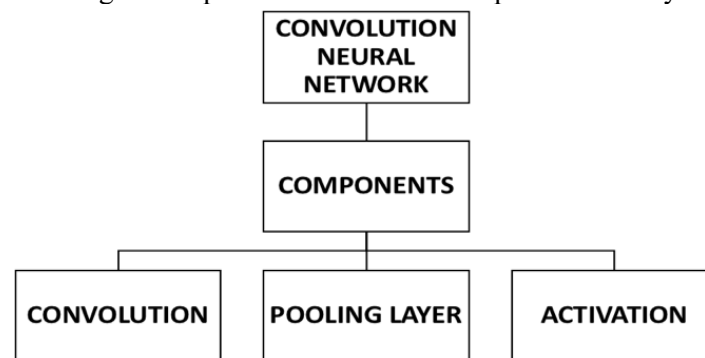 CONVOLUTION
NEURAL
NETWORK
COMPONENTS
CONVOLUTION
POOLING LAYER
ACTIVATION